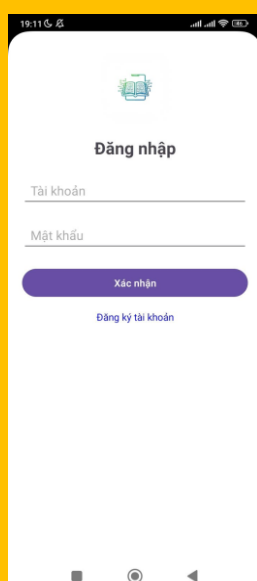 19:11
Đăng nhập
Tài khoản
Mật khẩu
Xác nhận
Đăng ký tài khoản